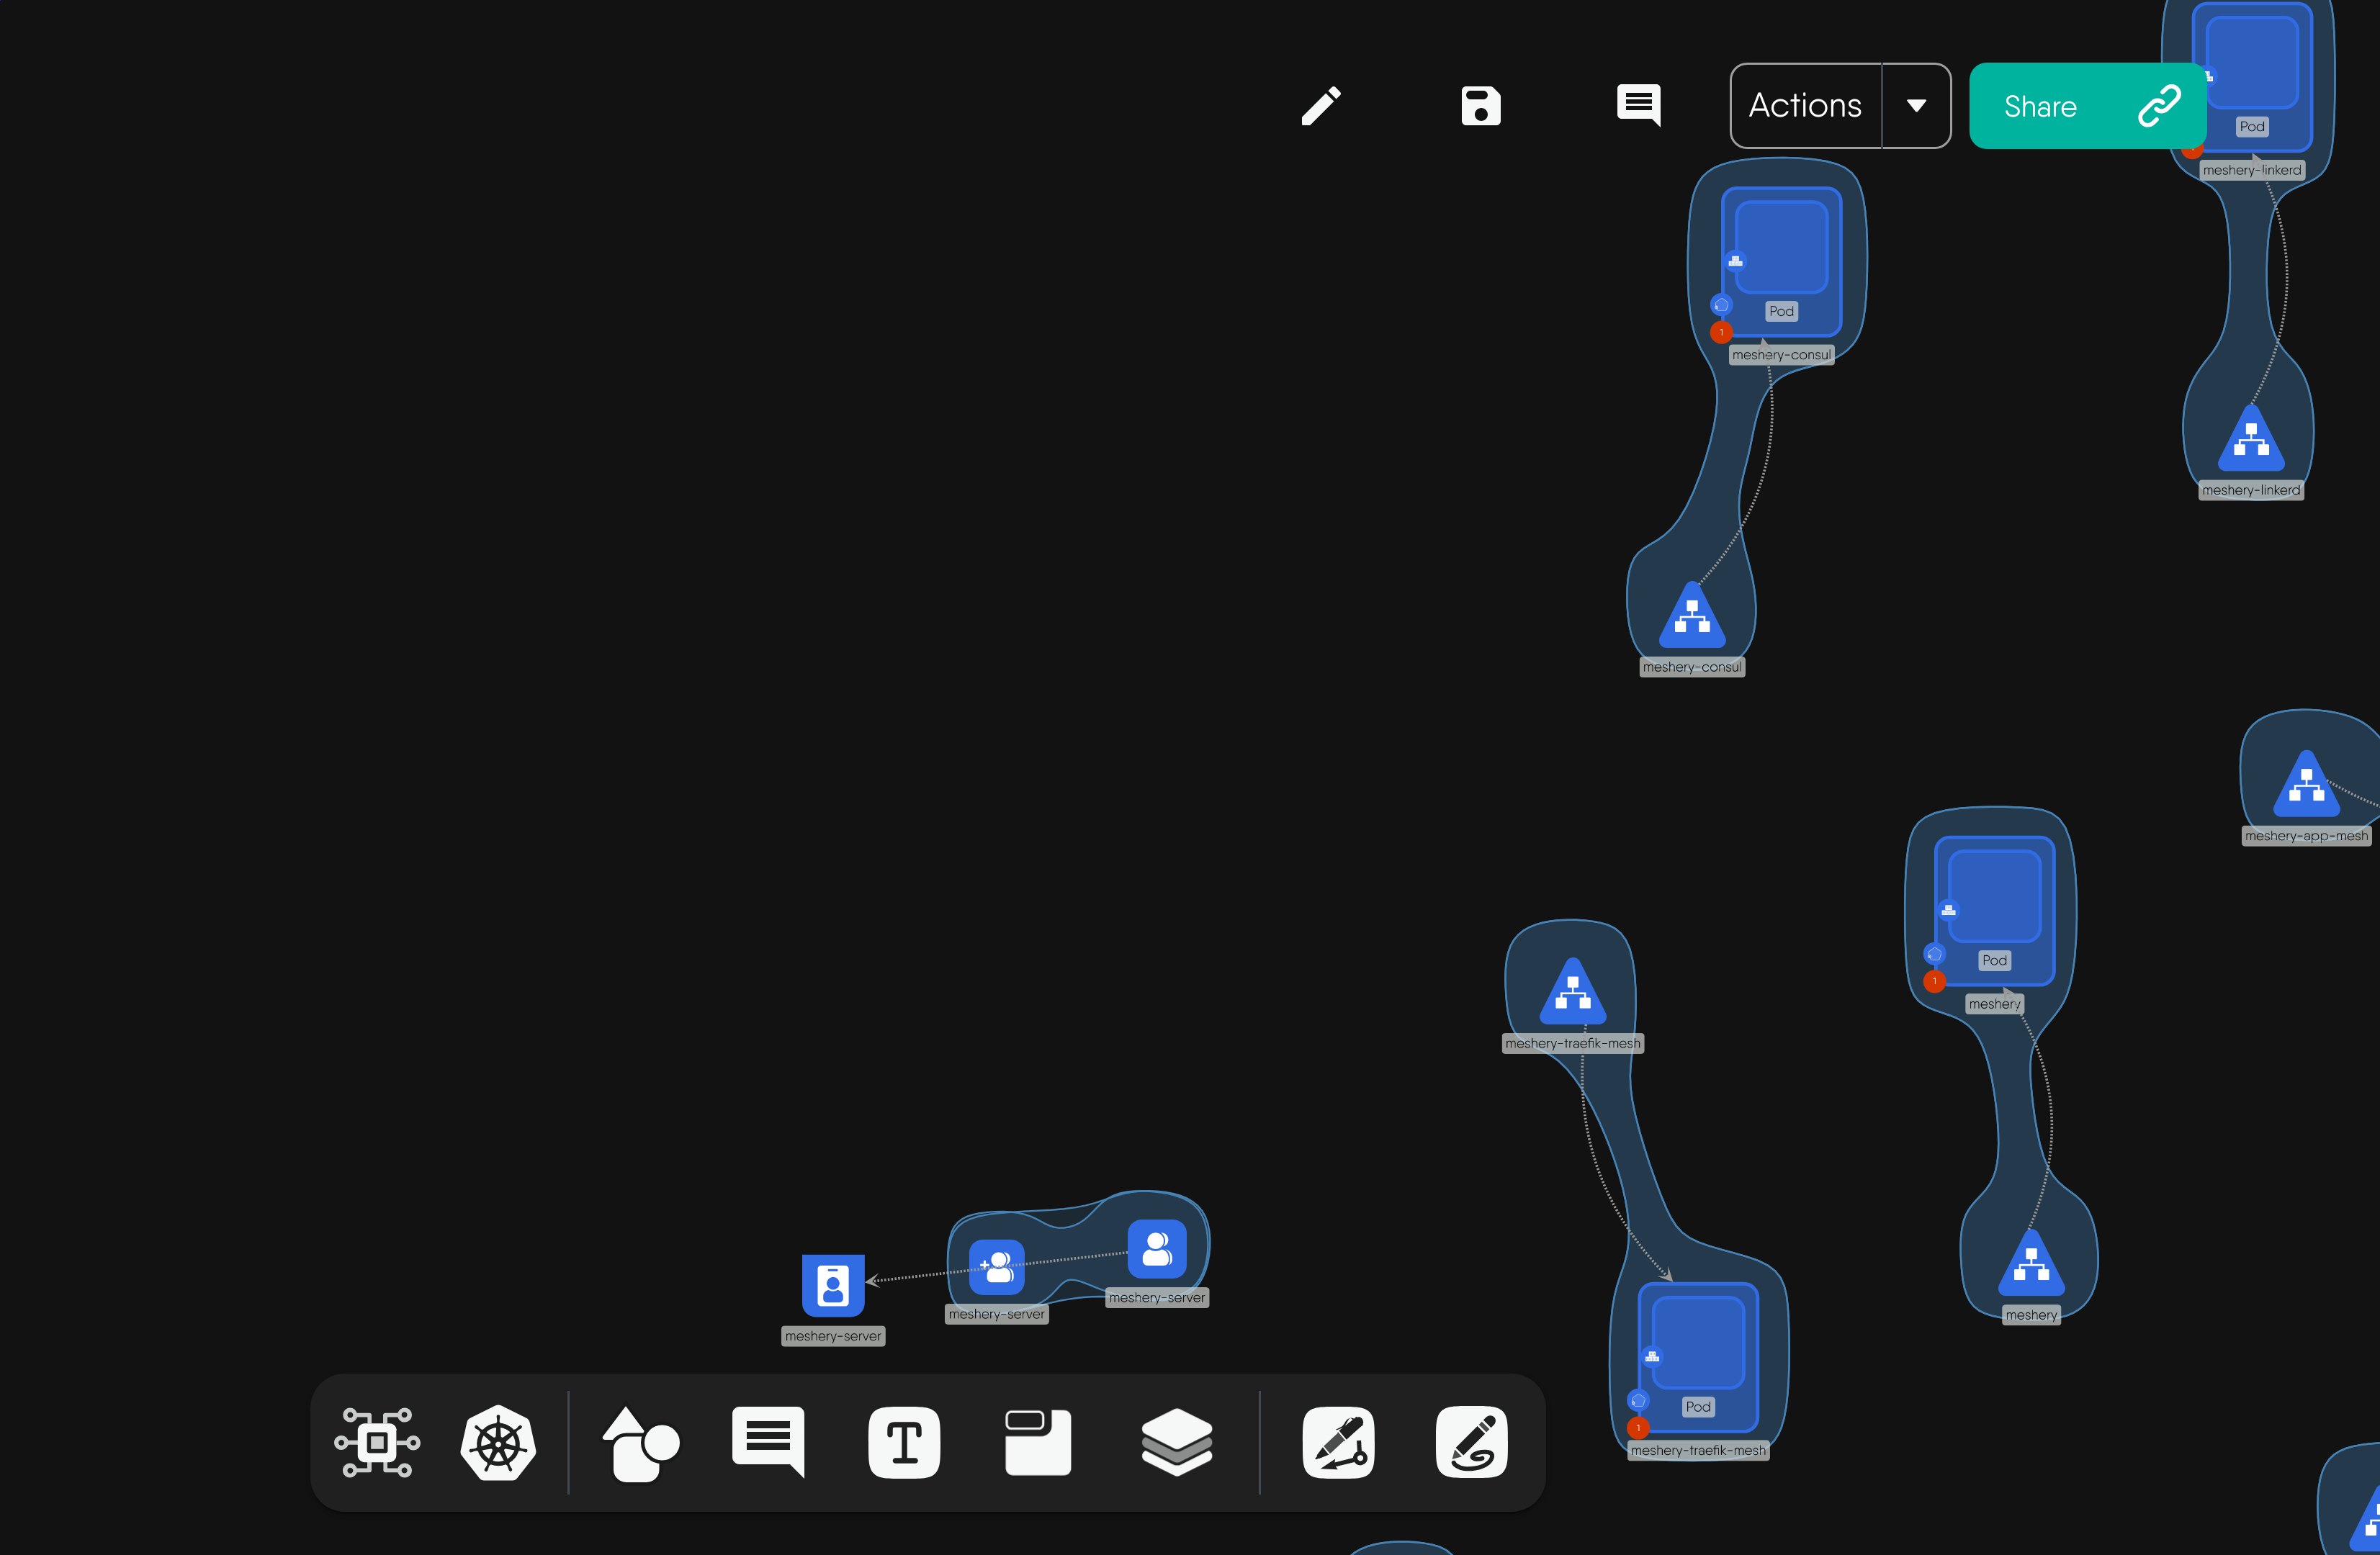 Actions
Share
Pod
meshery-linkerd
Pod
1
meshery-consul
meshery-linkerd
meshery-consul
meshery-app-mesh
Pod
1
meshery
meshery-traefik-mesh
meshery-server
meshery-server
meshery-server
meshery
Pod
1
meshery-traefik-mesh
T